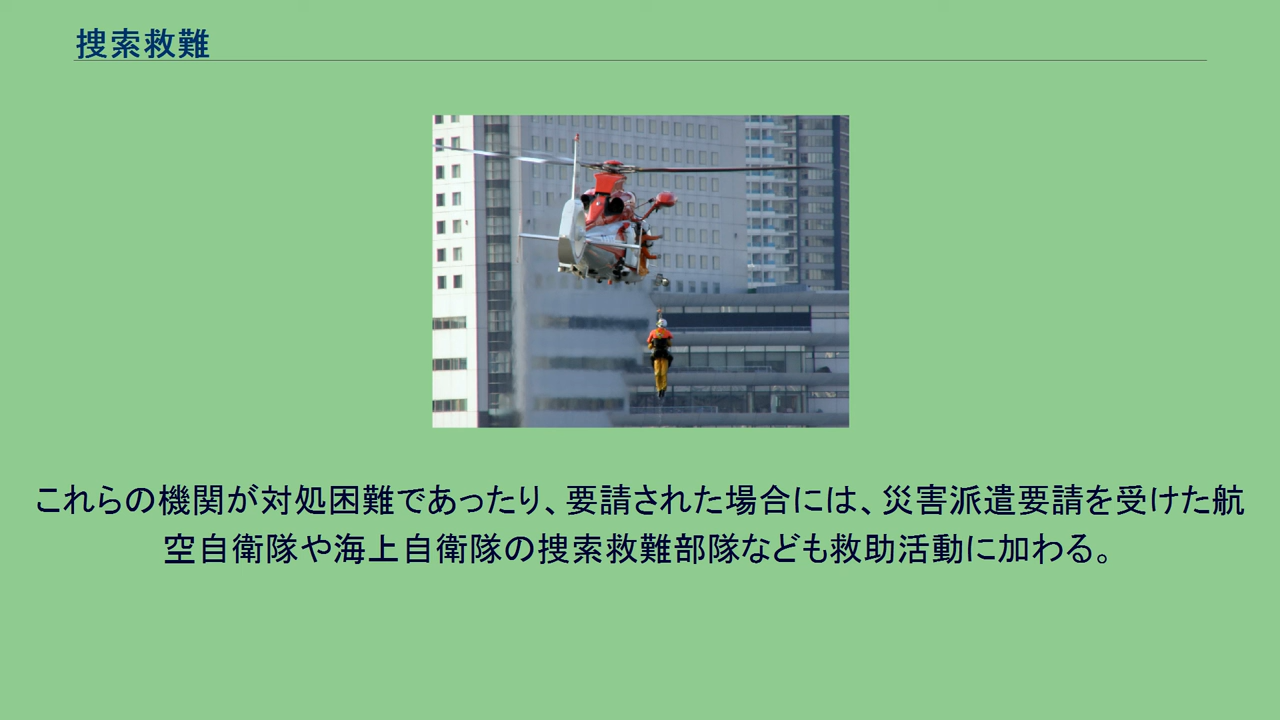 捜索救難
これらの機関が対処困難であったり、要請された場合には、災害派遣要請を受けた航
空自衛隊や海上自衛隊の捜索救難部隊なども救助活動に加わる。